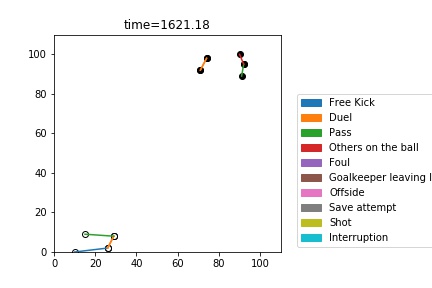 time=1621.18
100
80
60
40
20
0
0 20 40 60 80 100
Free Kick
Duel
Pass
Others on the ball
Foul
Goalkeeper leaving l
Offside
Save attempt
Shot
Interruption